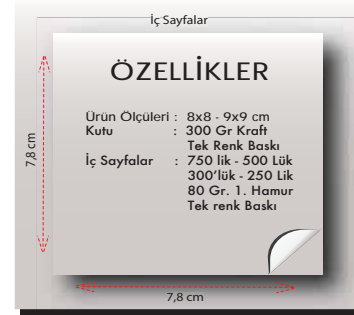 İç Sayfalar
ÖZELLİKLER
Ürün Ölçüleri : 8x8 - 9x9 cm
Kutu : 300 Gr Kraft
Tek Renk Baskı
İç Sayfalar : 750 lik - 500 Lük
300'lük - 250 Lik
80 Gr. 1. Hamur
Tek renk Baskı
7,8 cm
7,8 cm